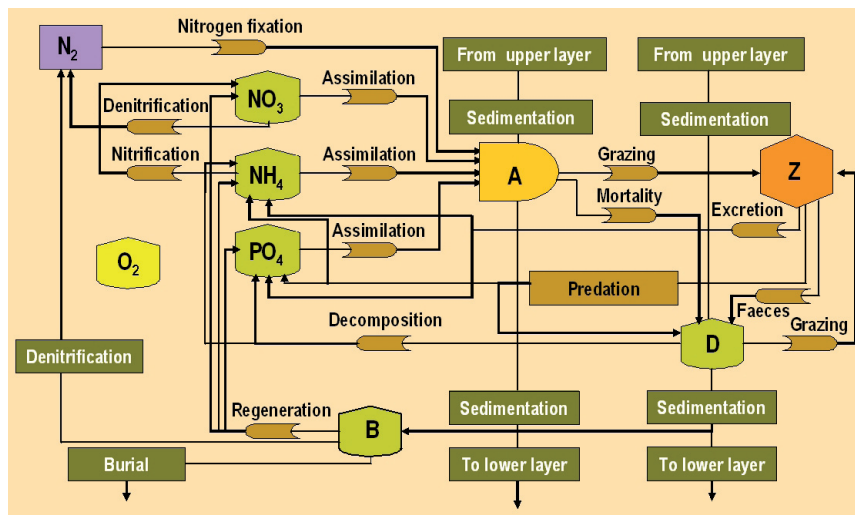 Nitrogen fixation
N2
From upper layer
From upper layer
Assimilation
NO3
Denitrification
Sedimentation
Sedimentation
Nitrification
Assimilation
NH4
A
Grazing
Z
Mortality
Excretion
Assimilation
PO4
O2
Predation
Faeces
Decomposition
Grazing
D
Denitrification
Sedimentation
Sedimentation
Regeneration
B
Burial
To lower layer
To lower layer